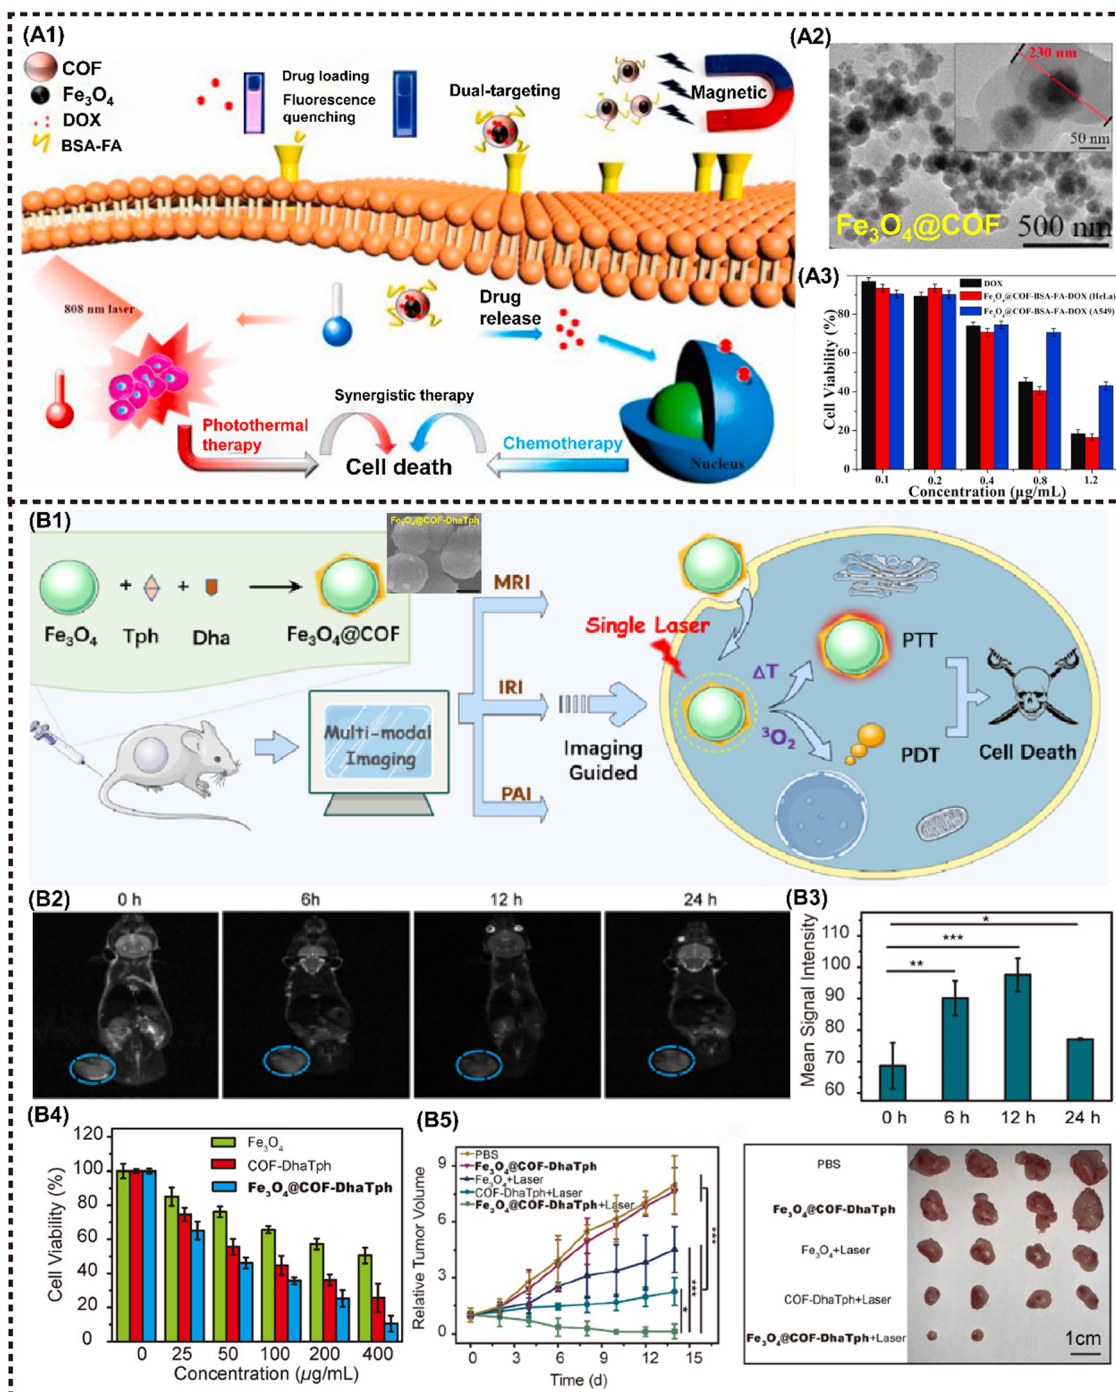 (A1)
COF
Fe3O4
DOX
BSA-FA
Drug loading
Fluorescence
quenching
Dual-targeting
Magnetic
808 nm laser
Drug
release
Synergistic therapy
Photothermal
therapy
Cell death
Chemotherapy
Nucleus
(A2)
230 nm
50 nm
Fe3O4@COF
500 nm
(A3)
DOX
Fe3O4@COF-BSA-FA-DOX (HeLa)
Fe3O4@COF-BSA-FA-DOX (A549)
Cell Viability (%)
80
60
40
20
0
0.1 0.2 0.4 0.8 1.2
Concentration (µg/mL)
(B1)
Fe3O4@COF-DhaTph
+ +
Fe3O4 Tph Dha Fe3O4@COF
Multi-modal
Imaging
MRI
IRI
PAI
Imaging
Guided
Single Laser
ΔT
3O2
PTT
PDT
Cell Death
(B2)
0 h 6h 12 h 24 h
(B3)
Mean Signal Intensity
110
100
90
80
70
60
*
***
**
0 h 6 h 12 h 24 h
(B4)
Cell Viability (%)
120
100
80
60
40
20
0
Fe3O4
COF-DhaTph
Fe3O4@COF-DhaTph
0 25 50 100 200 400
Concentration (µg/mL)
(B5)
Relative Tumor Volume
9
6
3
0
PBS
Fe3O4@COF-DhaTph
Fe3O4+Laser
COF-DhaTph+Laser
Fe3O4@COF-DhaTph+Laser
***
***
*
0 3 6 9 12 15
Time (d)
PBS
Fe3O4@COF-DhaTph
Fe3O4+Laser
COF-DhaTph+Laser
Fe3O4@COF-DhaTph+Laser
1cm